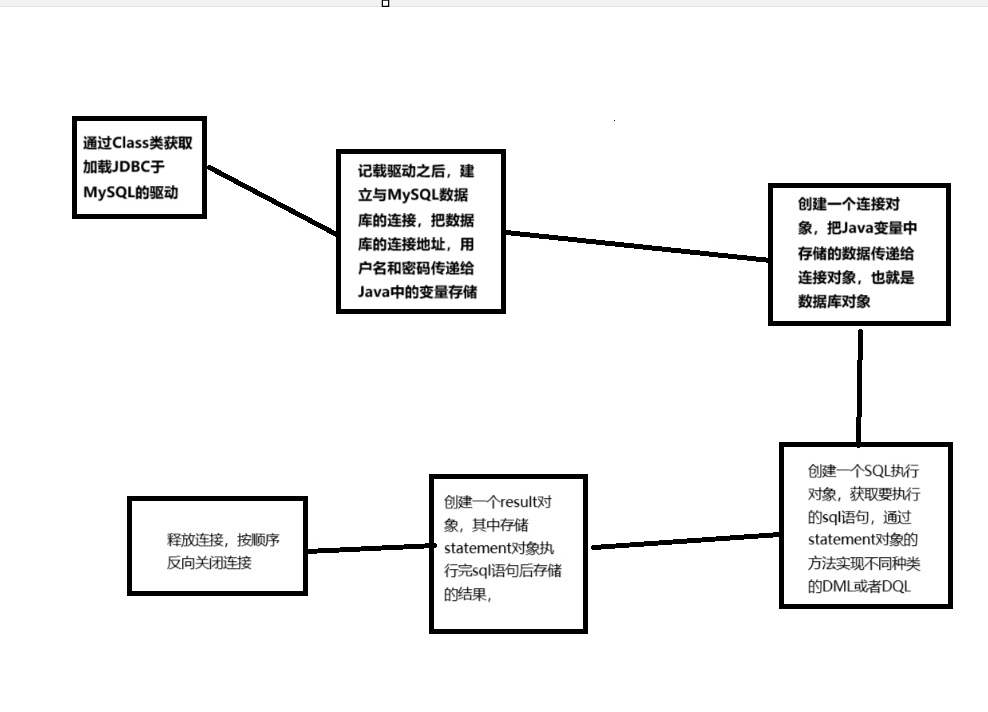 通过Class类获取
加载JDBC于
MySQL的驱动
记载驱动之后，建
立与MySQL数据
库的连接，把数据
库的连接地址，用
户名和密码传递给
Java中的变量存储
创建一个连接对
象，把Java变量中
存储的数据传递给
连接对象，也就是
数据库对象
创建一个SQL执行
对象，获取要执行
的sql语句，通过
statement对象的
方法实现不同种类
的DML或者DQL
创建一个result对
象，其中存储
statement对象执
行完sql语句后存储
的结果，
释放连接，按顺序
反向关闭连接